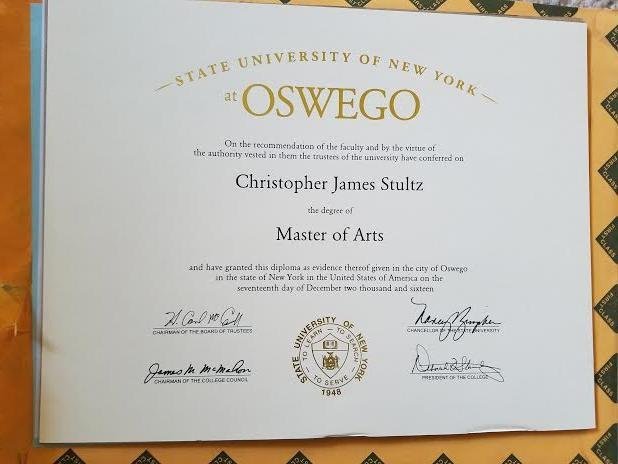 STATE UNIVERSITY OF NEW YORK
at OSWEGO
On the recommendation of the faculty and by the virtue of
the authority vested in them the trustees of the university have conferred on
Christopher James Stultz
the degree of
Master of Arts
and have granted this diploma as evidence thereof given in the city of Oswego
in the state of New York in the United States of America on the
seventeenth day of December two thousand and sixteen
CHAIRMAN OF THE BOARD OF TRUSTEES
CHANCELLOR OF THE STATE UNIVERSITY
James M. McMahon
CHAIRMAN OF THE COLLEGE COUNCIL
PRESIDENT OF THE COLLEGE
STATE UNIVERSITY OF NEW YORK
TO LEARN TO SEARCH
TO SERVE
1948
FIRST CLASS